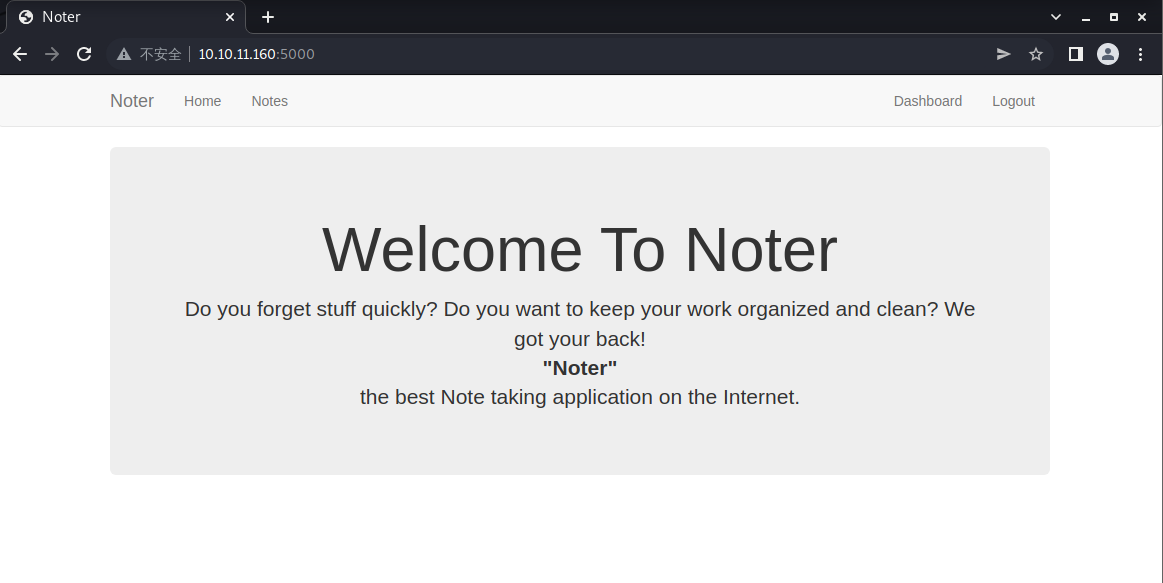 Noter
不安全 10.10.11.160:5000
Noter Home Notes Dashboard Logout
Welcome To Noter
Do you forget stuff quickly? Do you want to keep your work organized and clean? We
got your back!
"Noter"
the best Note taking application on the Internet.